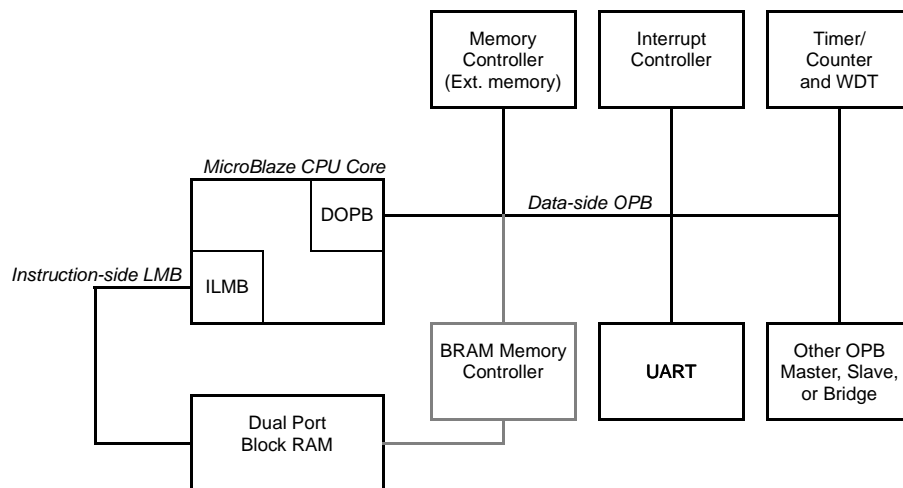 Memory
Controller
(Ext. memory)
Interrupt
Controller
Timer/
Counter
and WDT
MicroBlaze CPU Core
DOPB
Data-side OPB
Instruction-side LMB
ILMB
BRAM Memory
Controller
UART
Other OPB
Master, Slave,
or Bridge
Dual Port
Block RAM